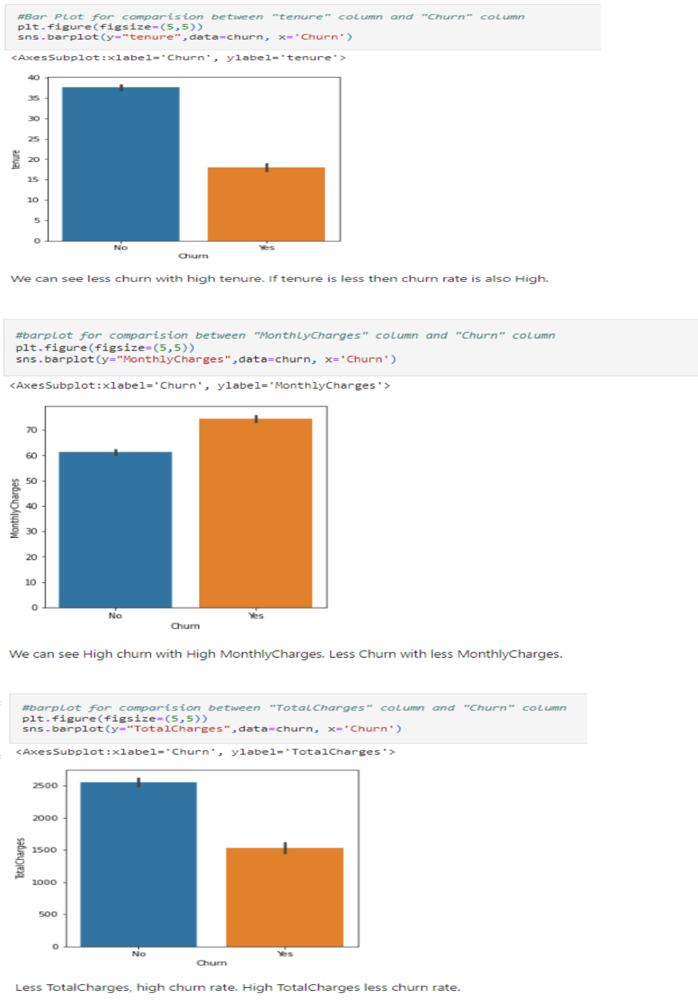 #Bar Plot for comparision between "tenure" column and "Churn" column
plt.figure(figsize=(5,5))
sns.barplot(y="tenure",data=churn, x='Churn')
<AxesSubplot:xlabel='Churn', ylabel='tenure'>
40
35
30
25
20
15
10
5
0
tenure
No Yes
Churn
We can see less churn with high tenure. If tenure is less then churn rate is also High.
#barplot for comparision between "MonthlyCharges" column and "Churn" column
plt.figure(figsize=(5,5))
sns.barplot(y="MonthlyCharges",data=churn, x='Churn')
<AxesSubplot:xlabel='Churn', ylabel='MonthlyCharges'>
70
60
50
40
30
20
10
0
MonthlyCharges
No Yes
Churn
We can see High churn with High MonthlyCharges. Less Churn with less MonthlyCharges.
#barplot for comparision between "TotalCharges" column and "Churn" column
plt.figure(figsize=(5,5))
sns.barplot(y="TotalCharges",data=churn, x='Churn')
<AxesSubplot:xlabel='Churn', ylabel='TotalCharges'>
2500
2000
1500
1000
500
0
TotalCharges
No Yes
Churn
Less TotalCharges, high churn rate. High TotalCharges less churn rate.